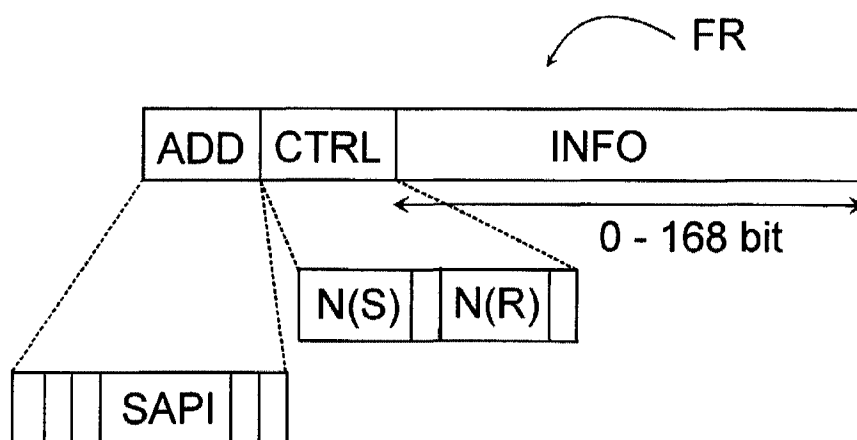 FR
ADD CTRL INFO
0 - 168 bit
N(S) N(R)
SAPI